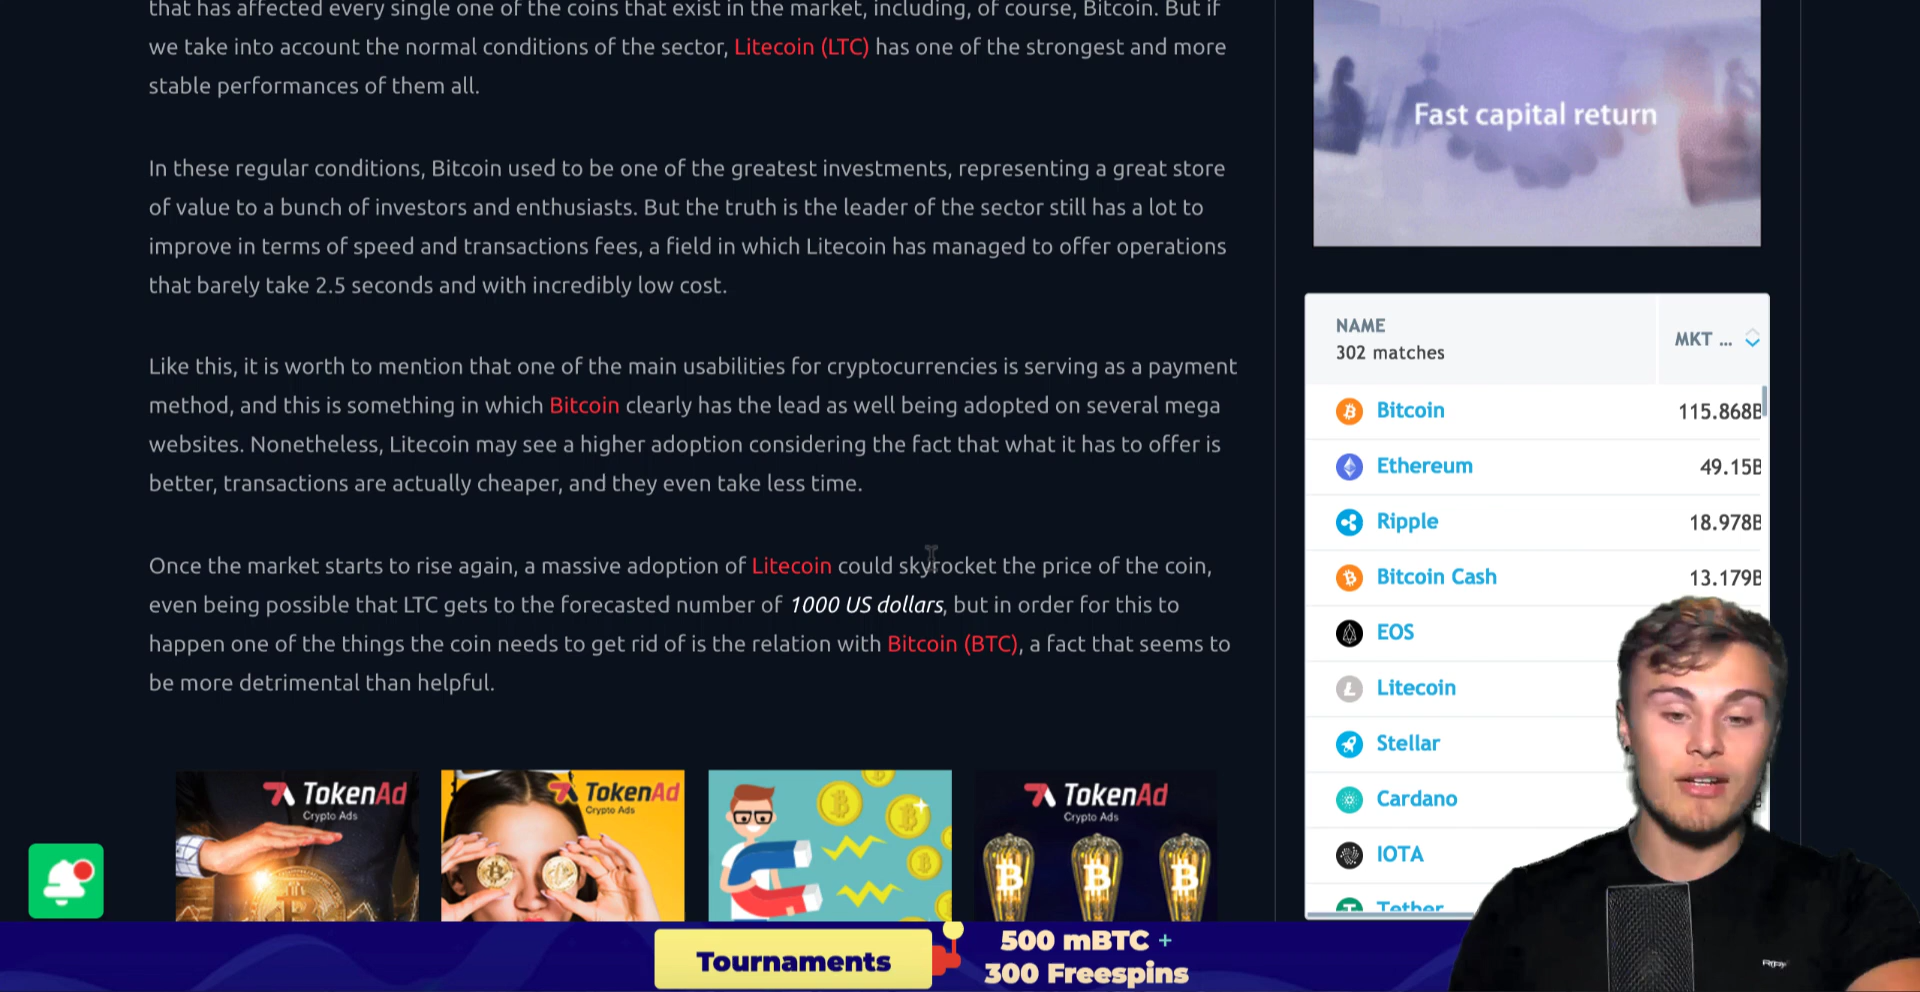 that has affected every single one of the coins that exist in the market, including, of course, Bitcoin. But if
we take into account the normal conditions of the sector, Litecoin (LTC) has one of the strongest and more
stable performances of them all.
In these regular conditions, Bitcoin used to be one of the greatest investments, representing a great store
of value to a bunch of investors and enthusiasts. But the truth is the leader of the sector still has a lot to
improve in terms of speed and transactions fees, a field in which Litecoin has managed to offer operations
that barely take 2.5 seconds and with incredibly low cost.
Like this, it is worth to mention that one of the main usabilities for cryptocurrencies is serving as a payment
method, and this is something in which Bitcoin clearly has the lead as well being adopted on several mega
websites. Nonetheless, Litecoin may see a higher adoption considering the fact that what it has to offer is
better, transactions are actually cheaper, and they even take less time.
Once the market starts to rise again, a massive adoption of Litecoin could skyrocket the price of the coin,
even being possible that LTC gets to the forecasted number of 1000 US dollars, but in order for this to
happen one of the things the coin needs to get rid of is the relation with Bitcoin (BTC), a fact that seems to
be more detrimental than helpful.
TokenAd
Crypto Ads
TokenAd
Crypto Ads
TokenAd
Crypto Ads
Fast capital return
NAME
302 matches
MKT ...
Bitcoin 115.868B
Ethereum 49.15B
Ripple 18.978B
Bitcoin Cash 13.179B
EOS
Litecoin
Stellar
Cardano
IOTA
Tether
Tournaments
500 mBTC +
300 Freespins